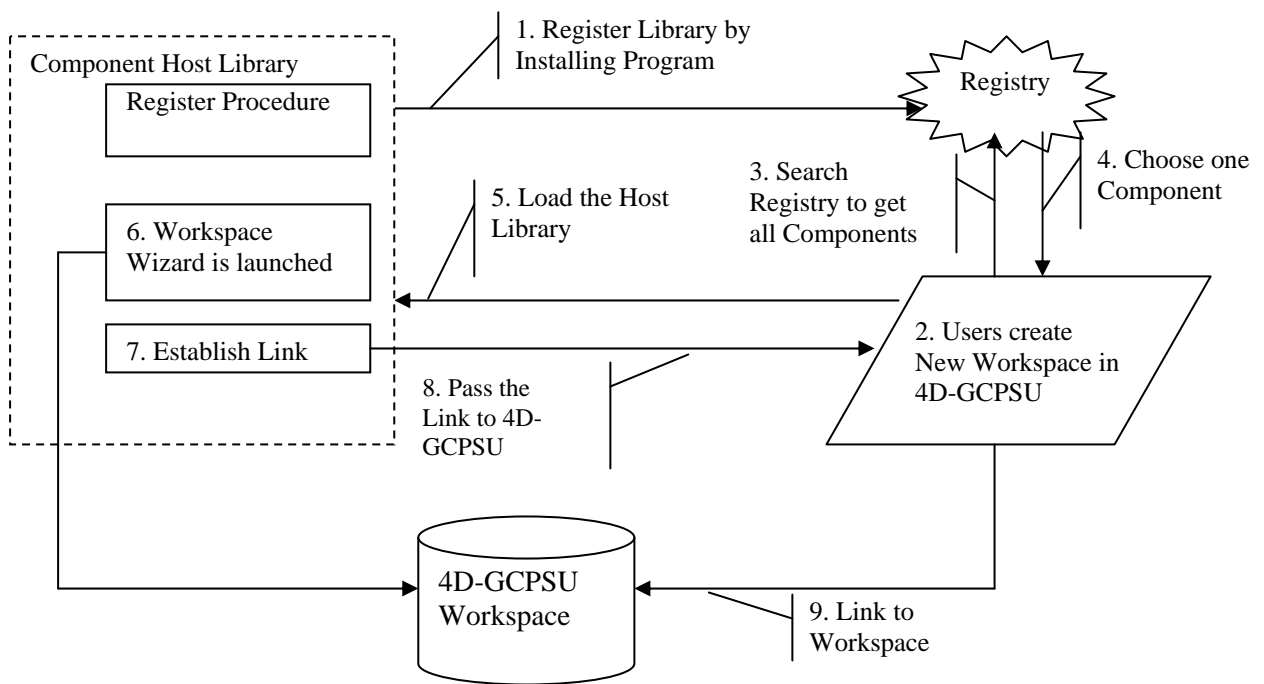 1. Register Library by
Installing Program
Component Host Library
Register Procedure
Registry
3. Search
Registry to get
all Components
4. Choose one
Component
5. Load the Host
Library
6. Workspace
Wizard is launched
7. Establish Link
2. Users create
New Workspace in
4D-GCPSU
8. Pass the
Link to 4D-
GCPSU
4D-GCPSU
Workspace
9. Link to
Workspace